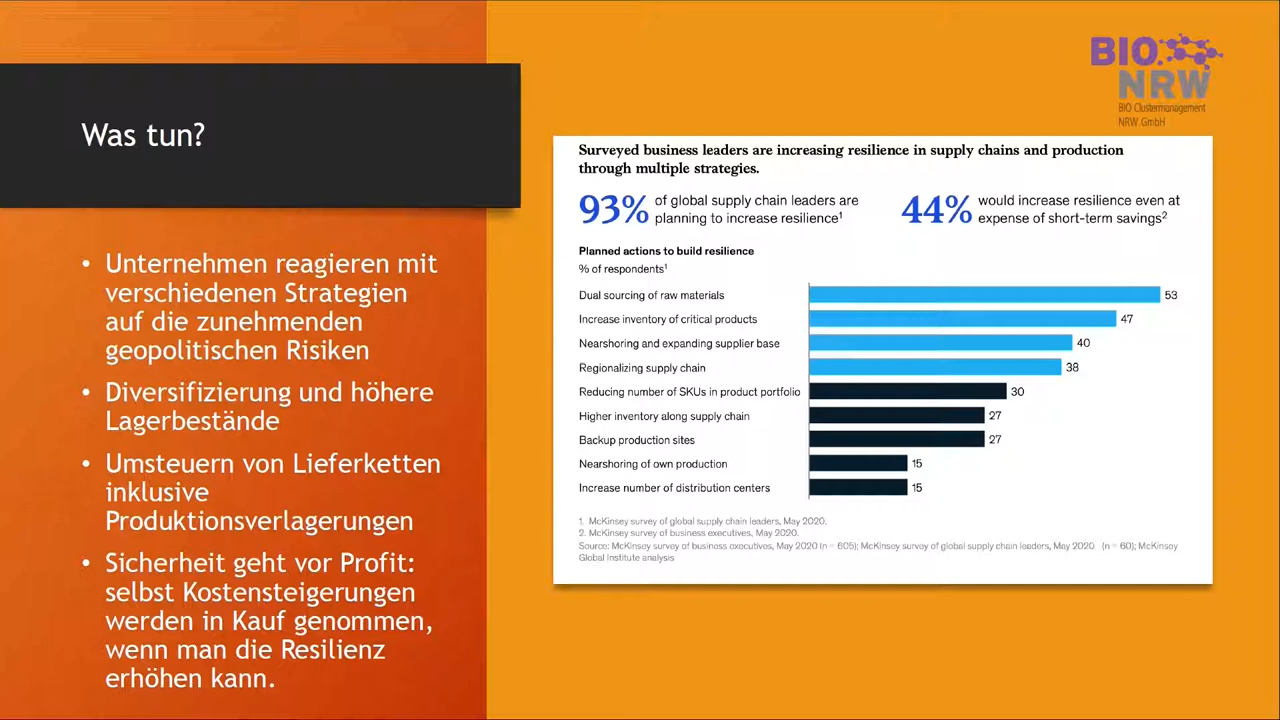 Was tun?
• Unternehmen reagieren mit
verschiedenen Strategien
auf die zunehmenden
geopolitischen Risiken
• Diversifizierung und höhere
Lagerbestände
• Umsteuern von Lieferketten
inklusive
Produktionsverlagerungen
• Sicherheit geht vor Profit:
selbst Kostensteigerungen
werden in Kauf genommen,
wenn man die Resilienz
erhöhen kann.
BIO
NRW
BIO Clustermanagement
NRW GmbH
Surveyed business leaders are increasing resilience in supply chains and production
through multiple strategies.
93% of global supply chain leaders are
planning to increase resilience¹
44% would increase resilience even at
expense of short-term savings²
Planned actions to build resilience
% of respondents¹
Dual sourcing of raw materials 53
Increase inventory of critical products 47
Nearshoring and expanding supplier base 40
Regionalizing supply chain 38
Reducing number of SKUs in product portfolio 30
Higher inventory along supply chain 27
Backup production sites 27
Nearshoring of own production 15
Increase number of distribution centers 15
1. McKinsey survey of global supply chain leaders, May 2020.
2. McKinsey survey of business executives, May 2020.
Source: McKinsey survey of business executives, May 2020 (n = 605); McKinsey survey of global supply chain leaders, May 2020 (n = 60); McKinsey
Global Institute analysis